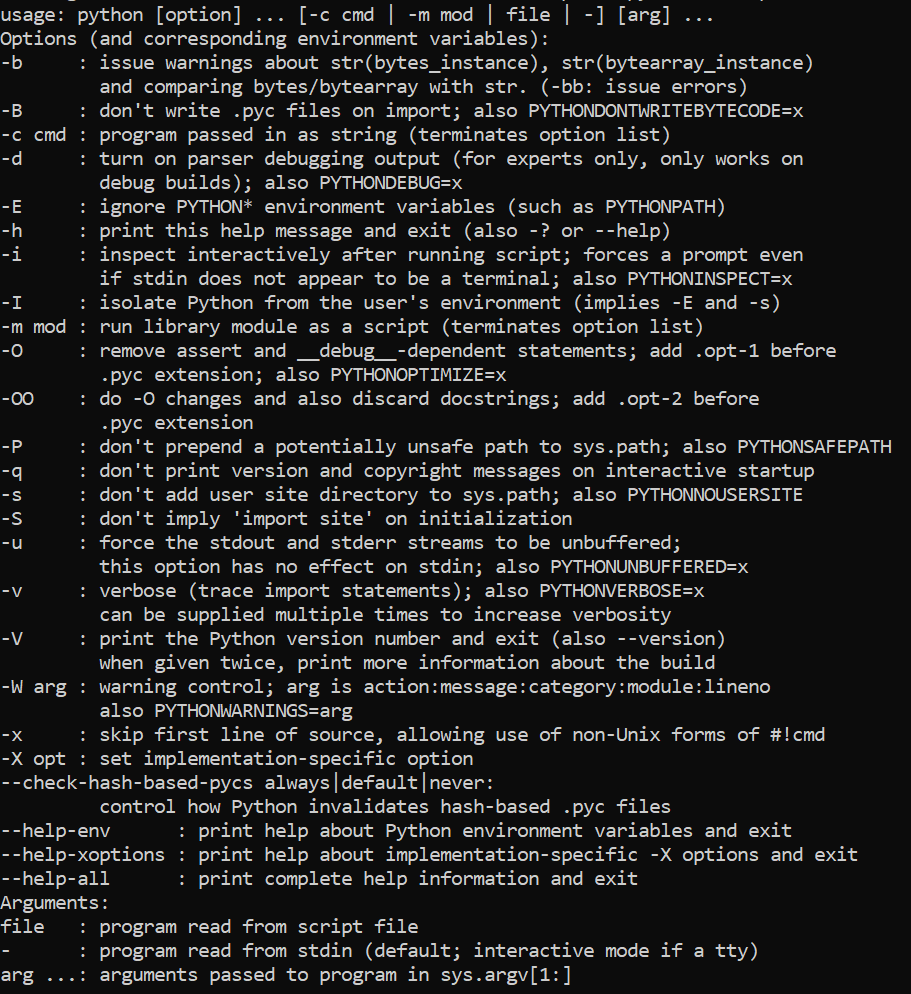 usage: python [option] ... [-c cmd | -m mod | file | -] [arg] ...
Options (and corresponding environment variables):
-b     : issue warnings about str(bytes_instance), str(bytearray_instance)
         and comparing bytes/bytearray with str. (-bb: issue errors)
-B     : don't write .pyc files on import; also PYTHONDONTWRITEBYTECODE=x
-c cmd : program passed in as string (terminates option list)
-d     : turn on parser debugging output (for experts only, only works on
         debug builds); also PYTHONDEBUG=x
-E     : ignore PYTHON* environment variables (such as PYTHONPATH)
-h     : print this help message and exit (also -? or --help)
-i     : inspect interactively after running script; forces a prompt even
         if stdin does not appear to be a terminal; also PYTHONINSPECT=x
-I     : isolate Python from the user's environment (implies -E and -s)
-m mod : run library module as a script (terminates option list)
-O     : remove assert and __debug__-dependent statements; add .opt-1 before
         .pyc extension; also PYTHONOPTIMIZE=x
-OO    : do -O changes and also discard docstrings; add .opt-2 before
         .pyc extension
-P     : don't prepend a potentially unsafe path to sys.path; also PYTHONSAFEPATH
-q     : don't print version and copyright messages on interactive startup
-s     : don't add user site directory to sys.path; also PYTHONNOUSERSITE
-S     : don't imply 'import site' on initialization
-u     : force the stdout and stderr streams to be unbuffered;
         this option has no effect on stdin; also PYTHONUNBUFFERED=x
-v     : verbose (trace import statements); also PYTHONVERBOSE=x
         can be supplied multiple times to increase verbosity
-V     : print the Python version number and exit (also --version)
         when given twice, print more information about the build
-W arg : warning control; arg is action:message:category:module:lineno
         also PYTHONWARNINGS=arg
-x     : skip first line of source, allowing use of non-Unix forms of #!cmd
-X opt : set implementation-specific option
--check-hash-based-pycs always|default|never:
         control how Python invalidates hash-based .pyc files
--help-env      : print help about Python environment variables and exit
--help-xoptions : print help about implementation-specific -X options and exit
--help-all      : print complete help information and exit
Arguments:
file   : program read from script file
-      : program read from stdin (default; interactive mode if a tty)
arg ...: arguments passed to program in sys.argv[1:]